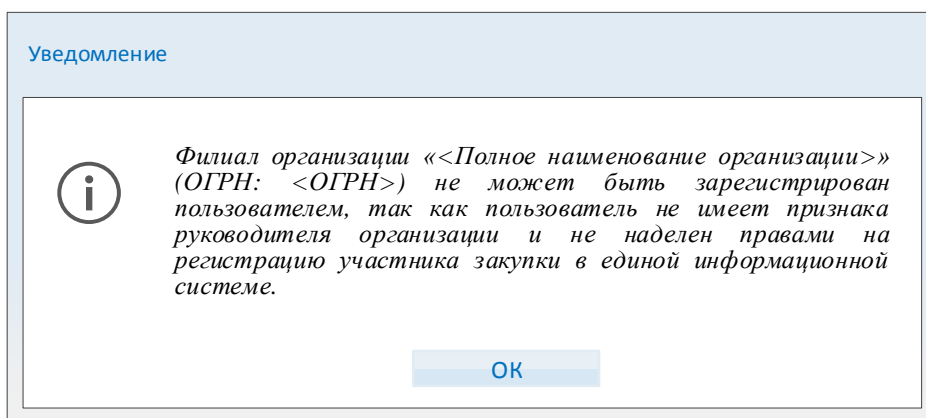 Уведомление
Филиал организации «<Полное наименование организации>»
(ОГРН: <ОГРН>) не может быть зарегистрирован
пользователем, так как пользователь не имеет признака
руководителя организации и не наделен правами на
регистрацию участника закупки в единой информационной
системе.
ОК